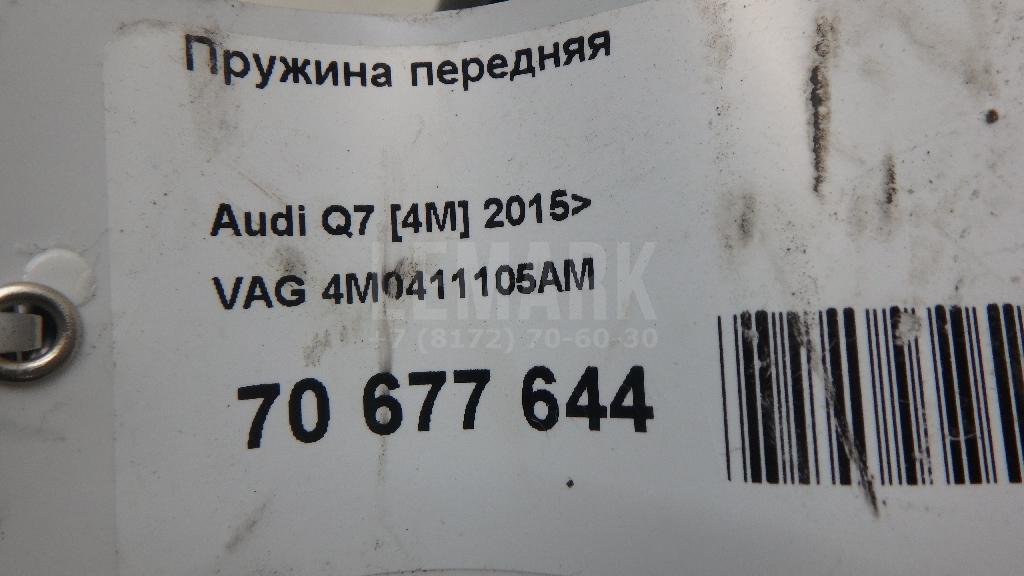 Пружина передняя
Audi Q7 [4M] 2015>
LEMARK
VAG 4M0411105AM
+7 (8172) 70-60-30
70 677 644